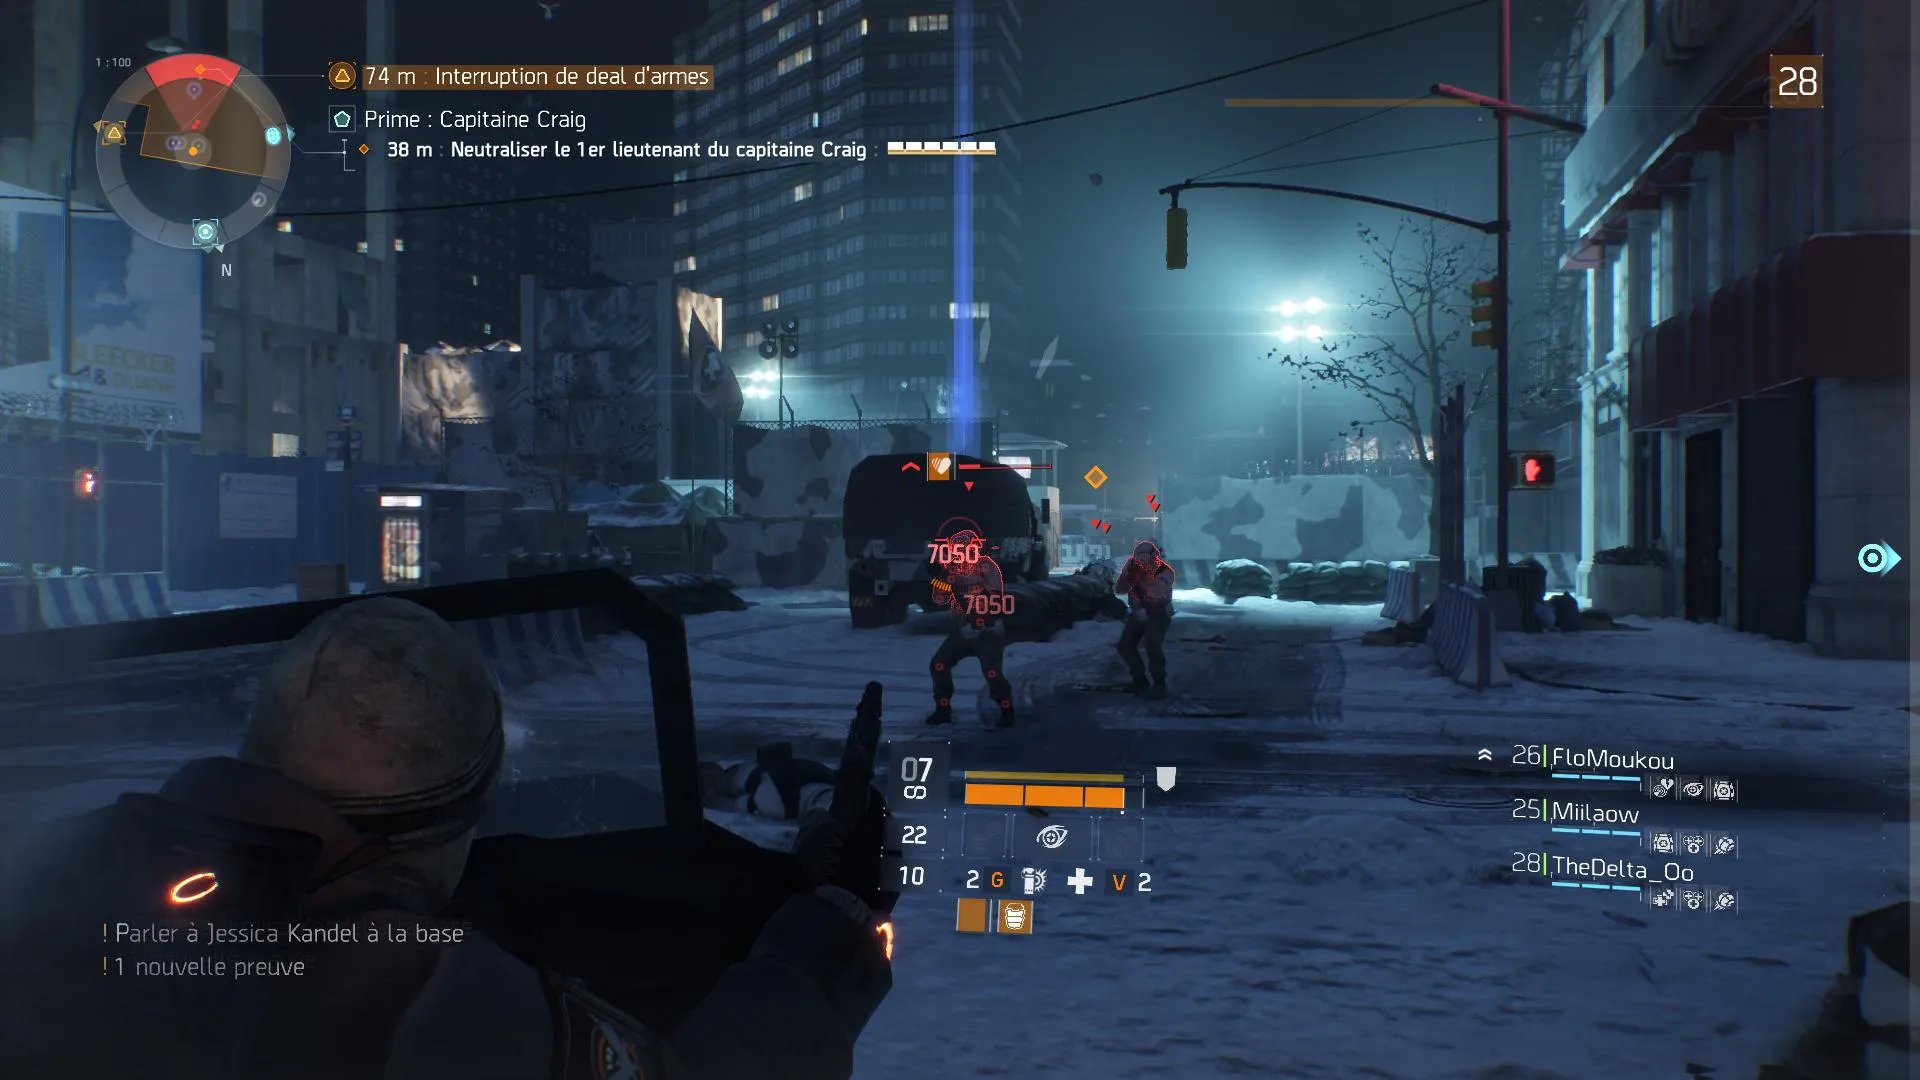 1 : 100
74 m : Interruption de deal d'armes
28
Prime : Capitaine Craig
38 m : Neutraliser le 1er lieutenant du capitaine Craig :
N
LEECKER
& DUANE
7050
7050
07
∞
22
10
2 G V 2
26 FloMoukou
25 Miilaow
28 TheDelta_Oo
! Parler à Jessica Kandel à la base
! 1 nouvelle preuve